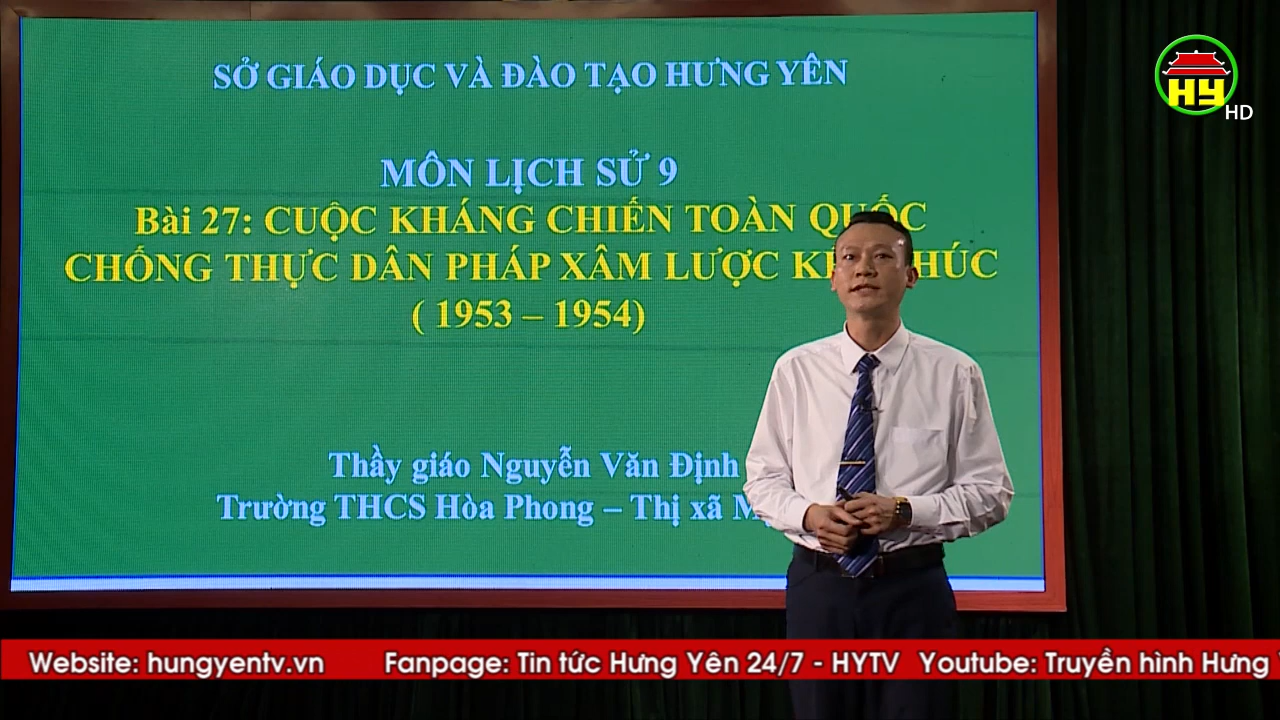 SỞ GIÁO DỤC VÀ ĐÀO TẠO HƯNG YÊN
HY
HD
MÔN LỊCH SỬ 9
Bài 27: CUỘC KHÁNG CHIẾN TOÀN QUỐC
CHỐNG THỰC DÂN PHÁP XÂM LƯỢC THÚC
( 1953 – 1954)
Thầy giáo Nguyễn Văn Định
Trường THCS Hòa Phong – Thị xã
Website: hungyentv.vn Fanpage: Tin tức Hưng Yên 24/7 - HYTV Youtube: Truyền hình Hưng